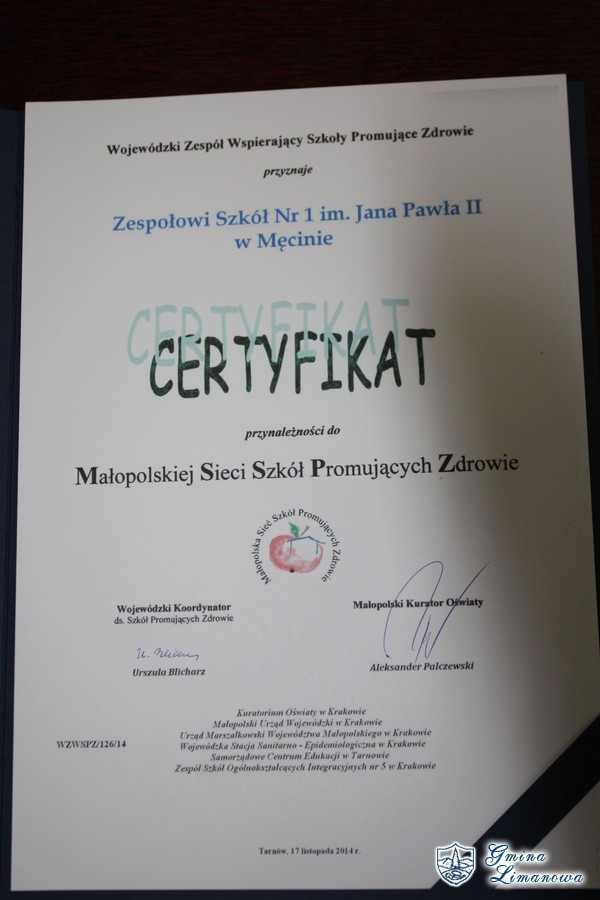 Wojewódzki Zespół Wspierający Szkoły Promujące Zdrowie
przyznaje
Zespołowi Szkół Nr 1 im. Jana Pawła II
w Męcinie
CERTYFIKAT
CERTYFIKAT
przynależności do
Małopolskiej Sieci Szkół Promujących Zdrowie
Małopolska Sieć Szkół Promujących Zdrowie
Wojewódzki Koordynator
ds. Szkół Promujących Zdrowie
U. Blicharz
Urszula Blicharz
Małopolski Kurator Oświaty
Aleksander Palczewski
Kuratorium Oświaty w Krakowie
Małopolski Urząd Wojewódzki w Krakowie
Urząd Marszałkowski Województwa Małopolskiego w Krakowie
WZWSPZ/126/14 Wojewódzka Stacja Sanitarno - Epidemiologiczna w Krakowie
Samorządowe Centrum Edukacji w Tarnowie
Zespół Szkół Ogólnokształcących Integracyjnych nr 5 w Krakowie
Tarnów, 17 listopada 2014 r.
Gmina
Limanowa